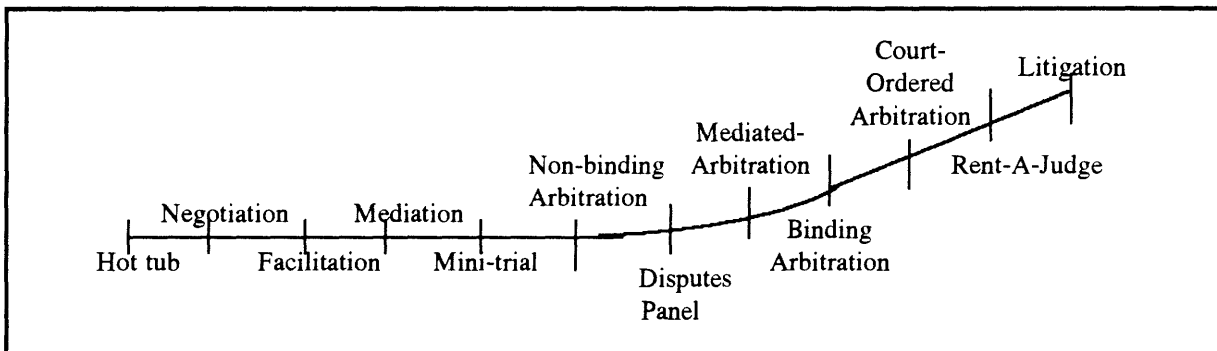 Hot tub
Negotiation
Facilitation
Mediation
Mini-trial
Non-binding
Arbitration
Disputes
Panel
Mediated-
Arbitration
Binding
Arbitration
Court-
Ordered
Arbitration
Rent-A-Judge
Litigation